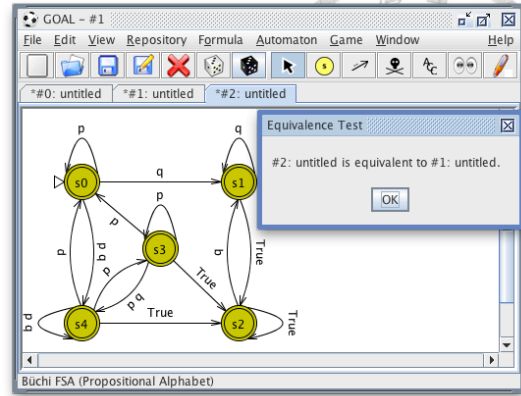 GOAL - #1
File Edit View Repository Formula Automaton Game Window Help
*#0: untitled *#1: untitled *#2: untitled
Equivalence Test
#2: untitled is equivalent to #1: untitled.
OK
p
q
s0
q
s1
p
p
s3
p
p q
p
p q
True
q
True
p q
s4
True
s2
True
Büchi FSA (Propositional Alphabet)